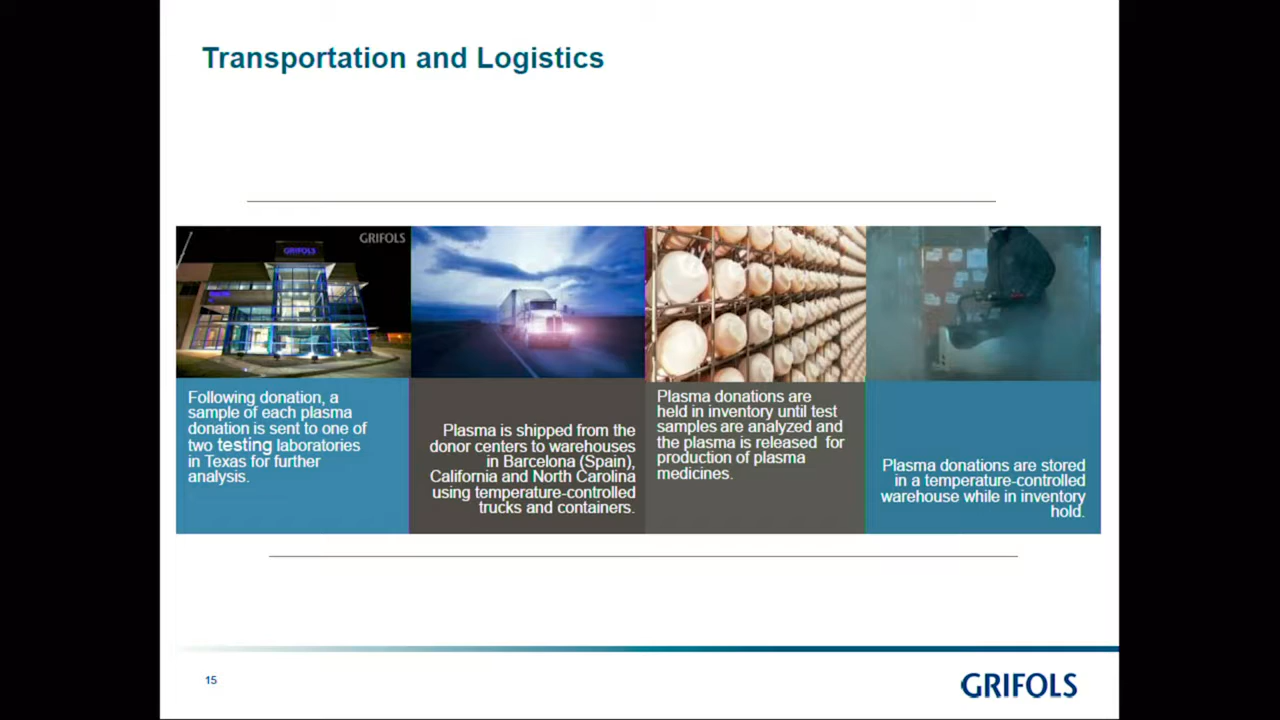 Transportation and Logistics
GRIFOLS
GRIFOLS
Following donation, a
sample of each plasma
donation is sent to one of
two testing laboratories
in Texas for further
analysis.
Plasma is shipped from the
donor centers to warehouses
in Barcelona (Spain),
California and North Carolina
using temperature-controlled
trucks and containers.
Plasma donations are
held in inventory until test
samples are analyzed and
the plasma is released for
production of plasma
medicines.
Plasma donations are stored
in a temperature-controlled
warehouse while in inventory
hold.
15
GRIFOLS